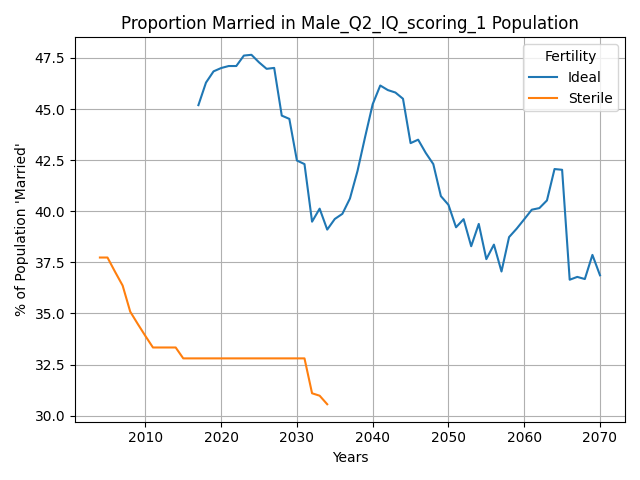 Proportion Married in Male_Q2_IQ_scoring_1 Population
Fertility
Ideal
Sterile
% of Population 'Married'
47.5
45.0
42.5
40.0
37.5
35.0
32.5
30.0
2010
2020
2030
2040
2050
2060
2070
Years